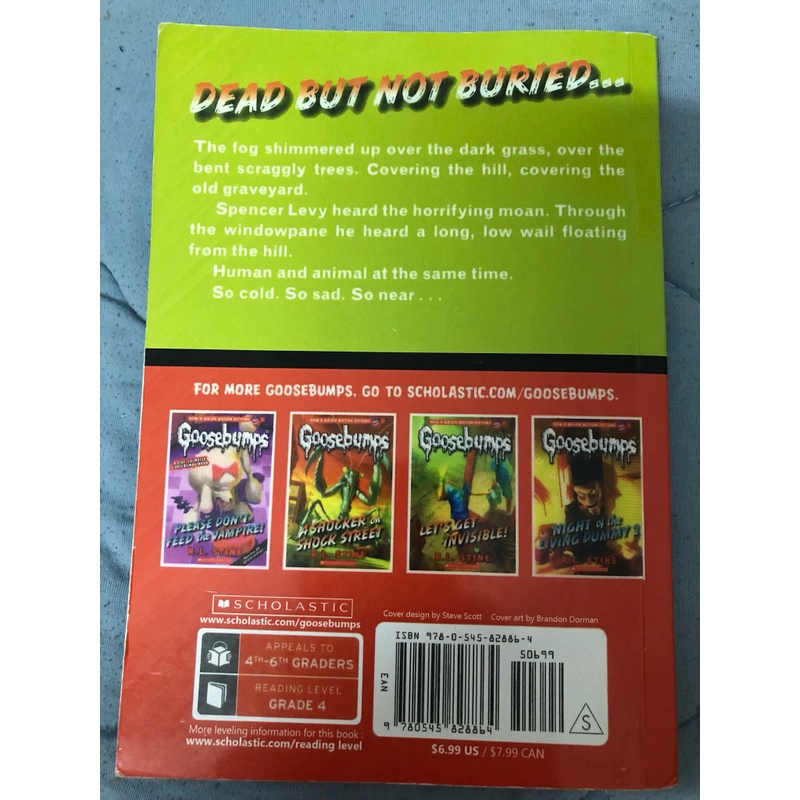 DEAD BUT NOT BURIED...
The fog shimmered up over the dark grass, over the
bent scraggly trees. Covering the hill, covering the
old graveyard.
Spencer Levy heard the horrifying moan. Through
the windowpane he heard a long, low wail floating
from the hill.
Human and animal at the same time.
So cold. So sad. So near . . .
FOR MORE GOOSEBUMPS, GO TO SCHOLASTIC.COM/GOOSEBUMPS.
Goosebumps
PLEASE DON'T
FEED the VAMPIRE!
R.L. STINE
Goosebumps
A SHOCKER on
SHOCK STREET
R.L. STINE
Goosebumps
LET'S GET
INVISIBLE!
R.L. STINE
Goosebumps
NIGHT of the
LIVING DUMMY
R.L. STINE
SCHOLASTIC
www.scholastic.com/goosebumps
Cover design by Steve Scott Cover art by Brandon Dorman
APPEALS TO
4TH-6TH GRADERS
READING LEVEL
GRADE 4
More leveling information for this book :
www.scholastic.com/reading level
ISBN 978-0-545-82886-4
50699
EAN
9 780545 828864
S
$6.99 US / $7.99 CAN